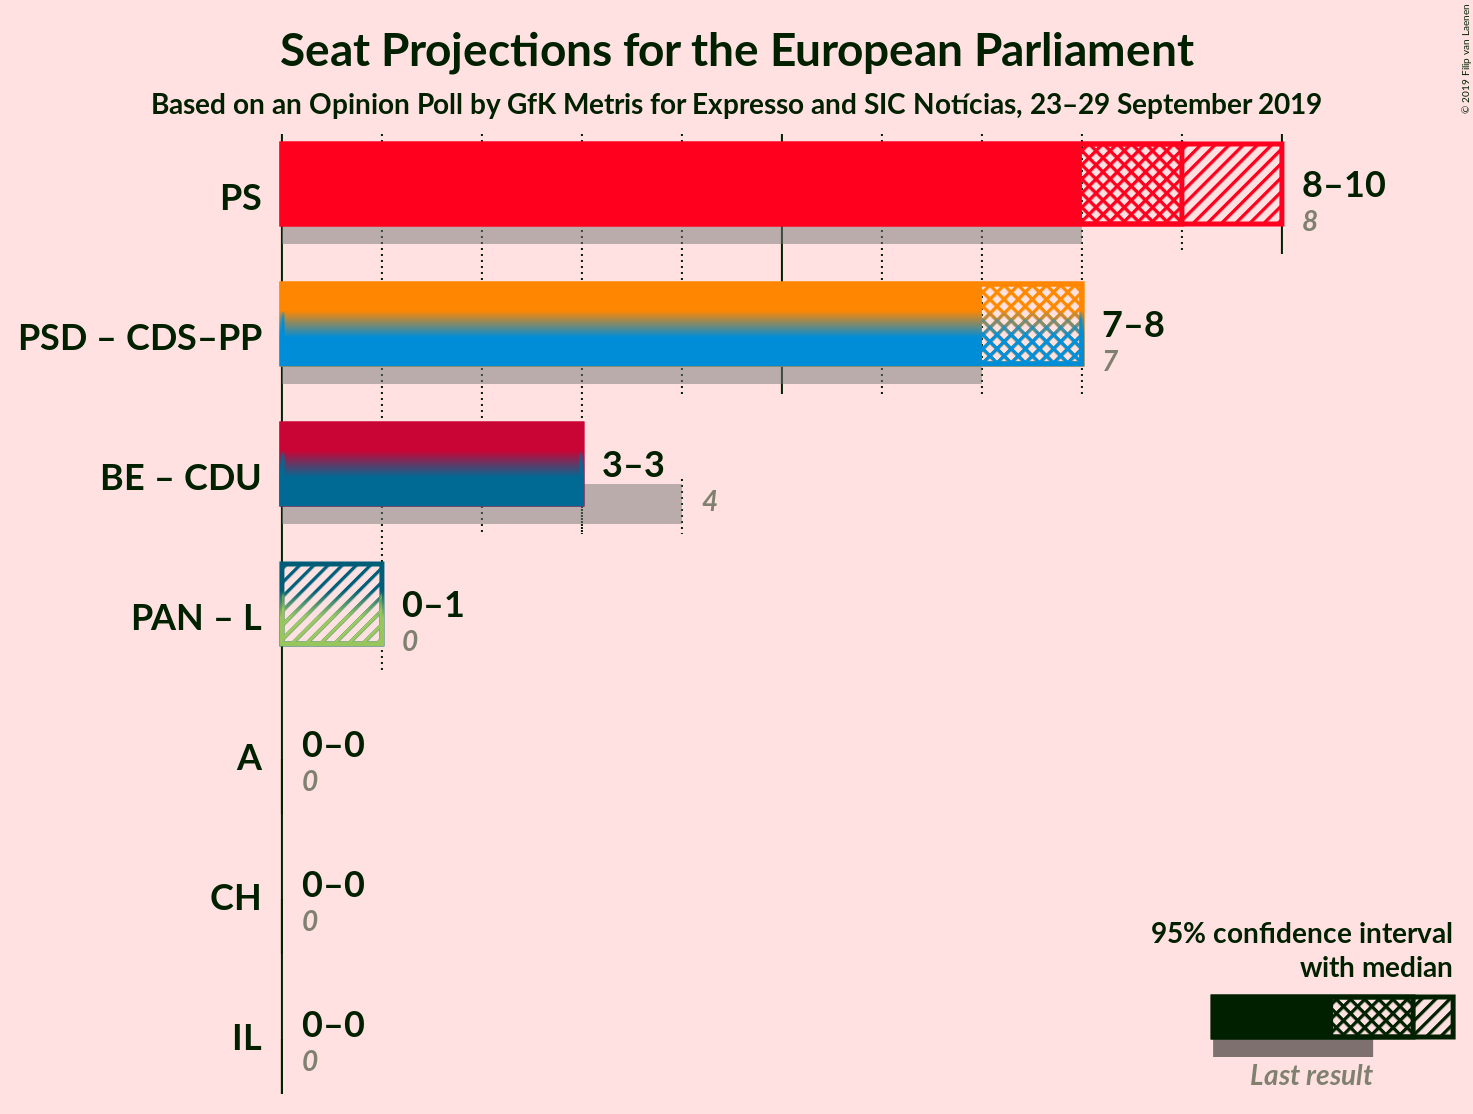 Seat Projections for the European Parliament
Based on an Opinion Poll by GfK Metris for Expresso and SIC Notícias, 23–29 September 2019
© 2019 Filip van Laenen
PS
8–10
8
PSD – CDS–PP
7–8
7
BE – CDU
3–3
4
PAN – L
0–1
0
A
0–0
0
CH
0–0
0
IL
0–0
0
95% confidence interval
with median
Last result